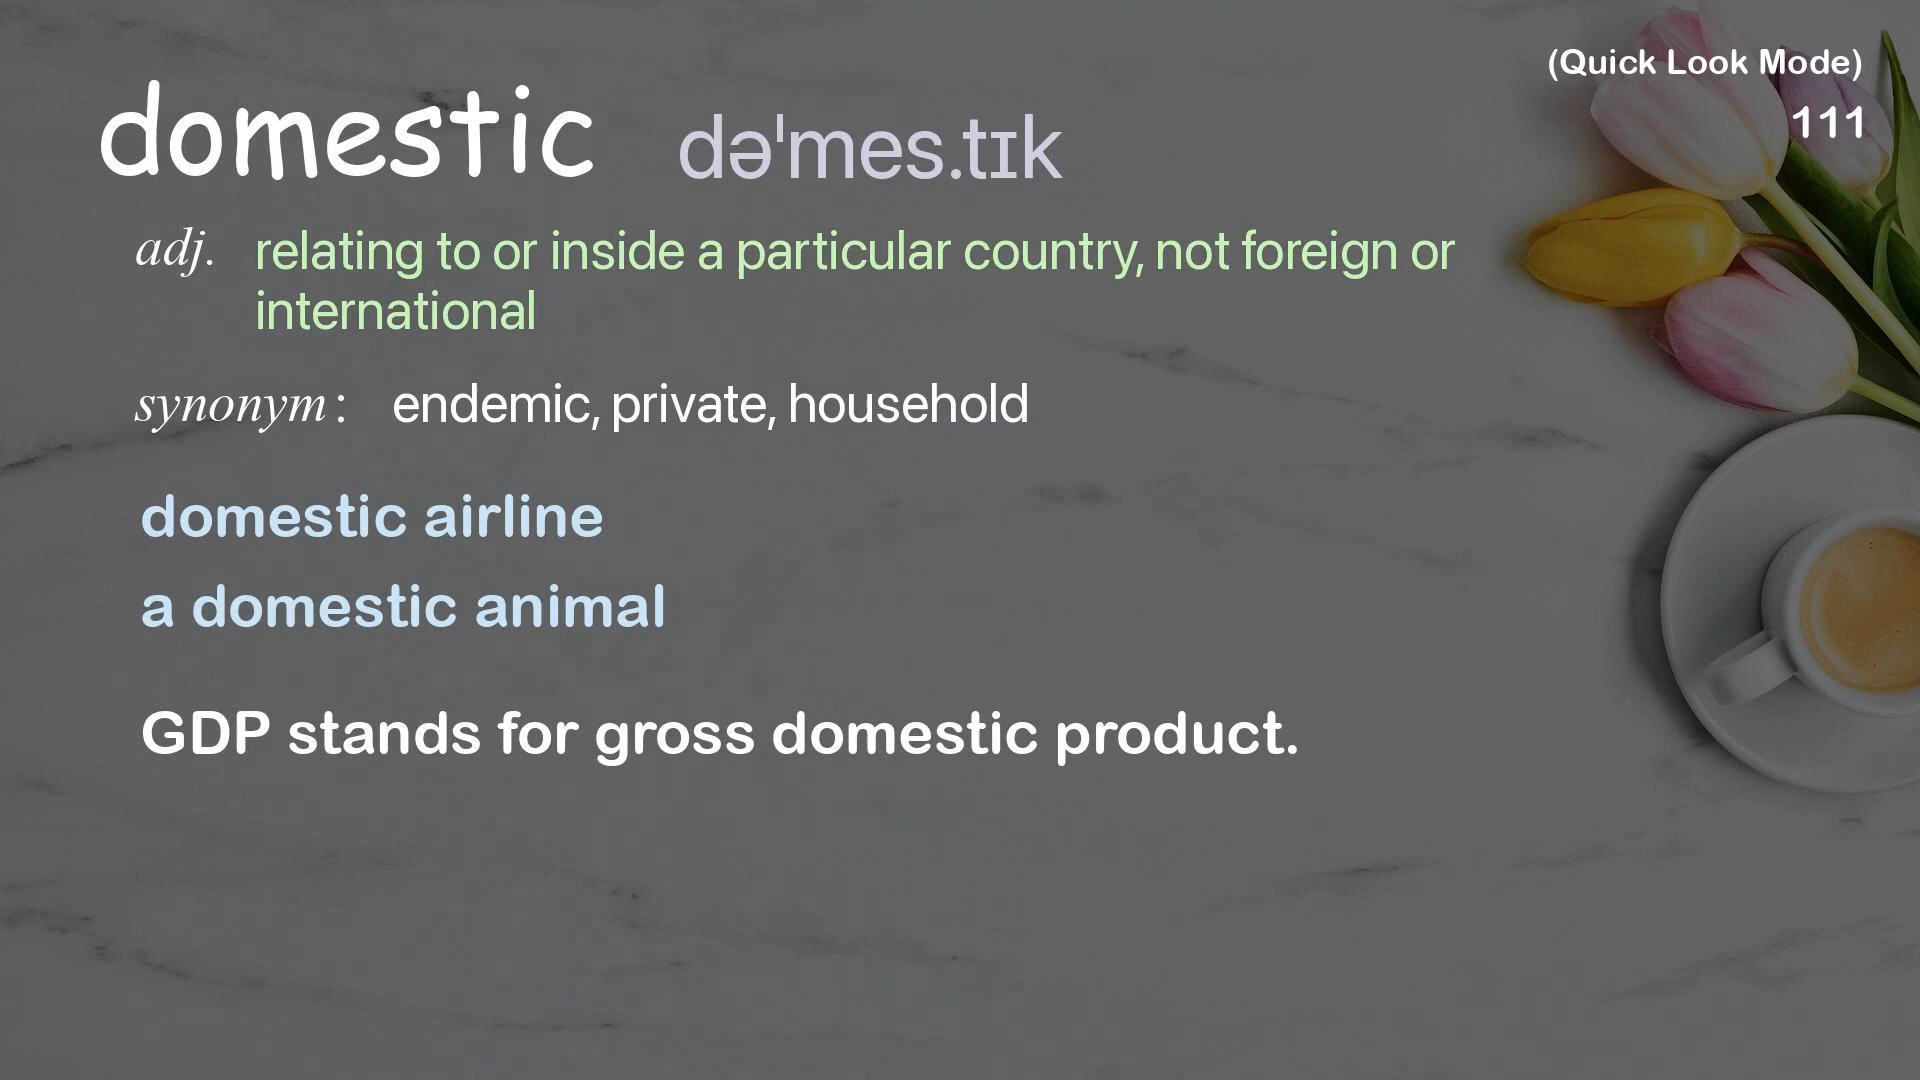 (Quick Look Mode)
111
domestic dəˈmes.tɪk
adj. relating to or inside a particular country, not foreign or
international
synonym: endemic, private, household
domestic airline
a domestic animal
GDP stands for gross domestic product.